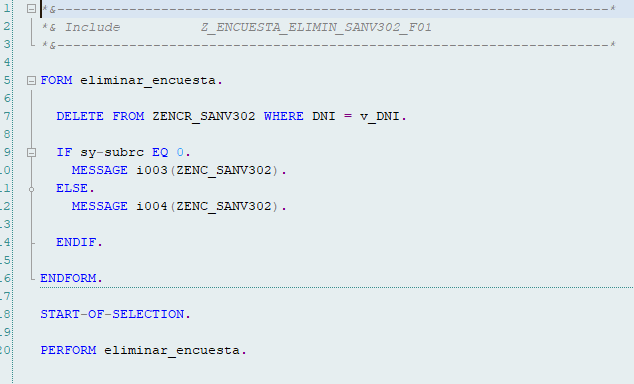 1 *&---------------------------------------------------------------------*
2 *& Include          Z_ENCUESTA_ELIMIN_SANV302_F01
3 *&---------------------------------------------------------------------*
4
5 FORM eliminar_encuesta.
6
7   DELETE FROM ZENCR_SANV302 WHERE DNI = v_DNI.
8
9   IF sy-subrc EQ 0.
10     MESSAGE i003(ZENC_SANV302).
11   ELSE.
12     MESSAGE i004(ZENC_SANV302).
13
14   ENDIF.
15
16 ENDFORM.
17
18 START-OF-SELECTION.
19
20 PERFORM eliminar_encuesta.